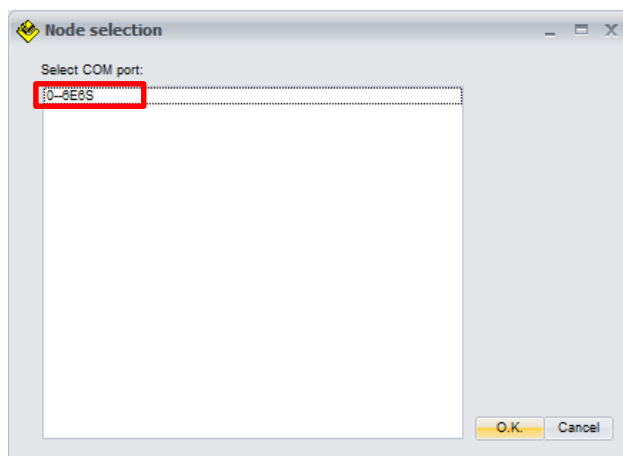 Node selection
Select COM port:
0--6E6S
O.K.
Cancel